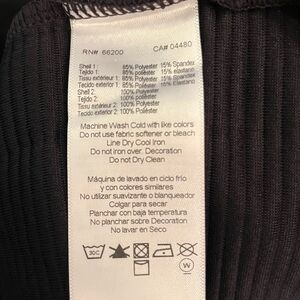 RN# 66200 CA# 04480
Shell 1: 85% Polyester 15% Spandex
Tejido 1: 85% poliéster 15% elastano
Tissu extérieur 1: 85% Polyester 15% Spandex
Tecido exterior 1: 85% poliéster 15% elastano
Shell 2: 100% Polyester
Tejido 2: 100% poliéster
Tissu extérieur 2: 100% Polyester
Tecido exterior 2: 100% poliéster
Machine Wash Cold with like colors
Do not use fabric softener or bleach
Line Dry Cool Iron
Do not iron over. Decoration
Do not Dry Clean
Máquina de lavado en ciclo frío
y con colores similares
No utilizar suavizante o blanqueador
Colgar para secar
Planchar con baja temperatura
No planchar sobre Decoration
No lavar en Seco
30C
M